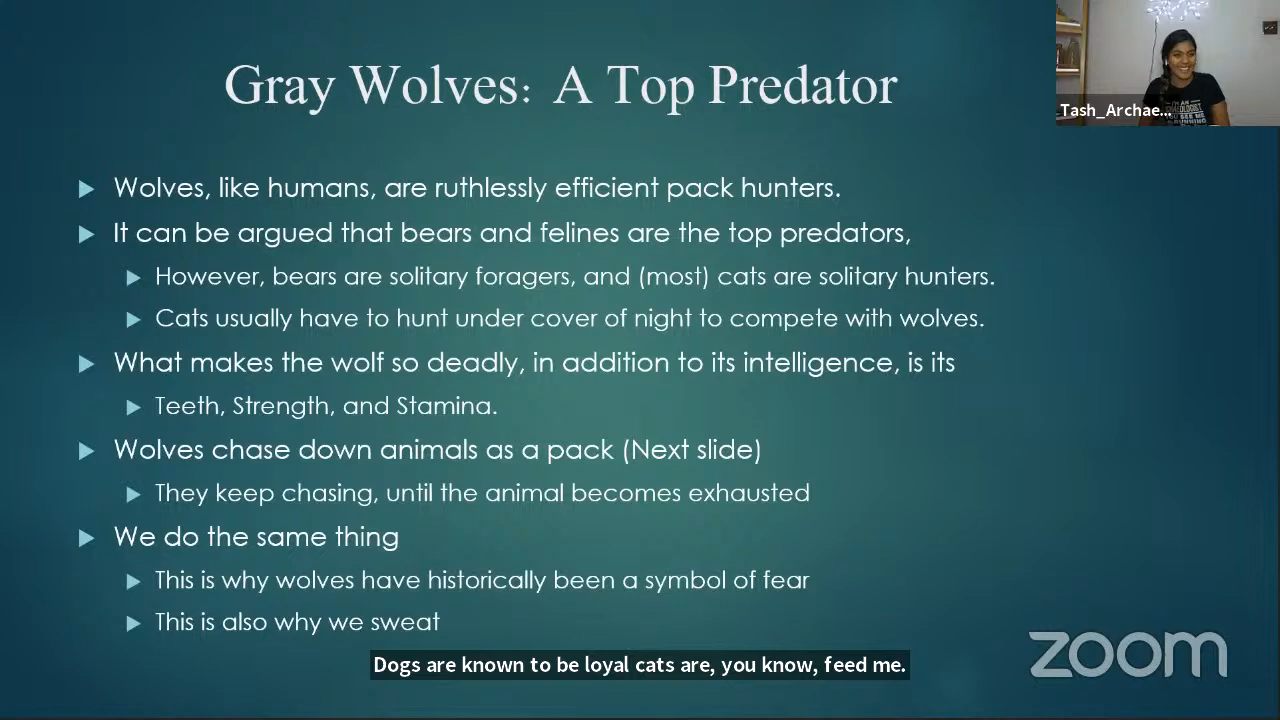 Gray Wolves: A Top Predator
Tash_Archae...
I'M AN
Wolves, like humans, are ruthlessly efficient pack hunters.
It can be argued that bears and felines are the top predators,
However, bears are solitary foragers, and (most) cats are solitary hunters.
Cats usually have to hunt under cover of night to compete with wolves.
What makes the wolf so deadly, in addition to its intelligence, is its
Teeth, Strength, and Stamina.
Wolves chase down animals as a pack (Next slide)
They keep chasing, until the animal becomes exhausted
We do the same thing
This is why wolves have historically been a symbol of fear
This is also why we sweat
Dogs are known to be loyal cats are, you know, feed me.
zoom